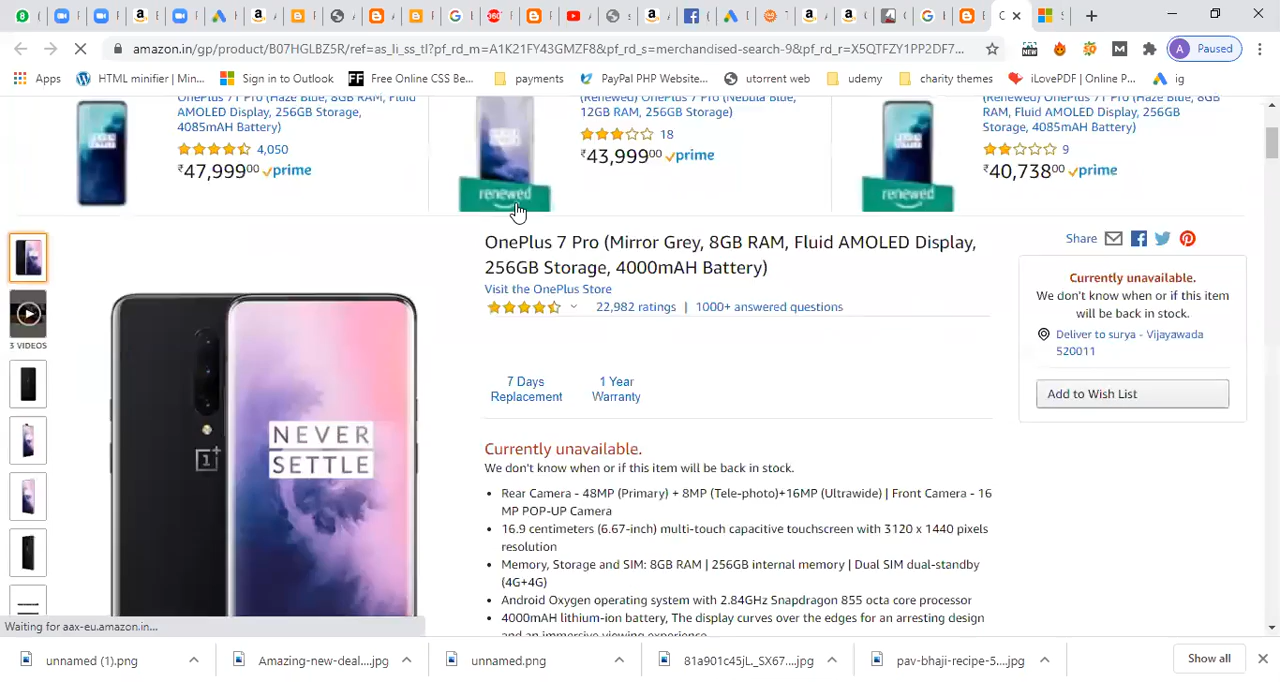 Paused
amazon.in/gp/product/B07HGLBZ5R/ref=as_li_ss_tl?pf_rd_m=A1K21FY43GMZF8&pf_rd_s=merchandised-search-9&pf_rd_r=X5QTFZY1PP2DF7...
Apps HTML minifier | Min... Sign in to Outlook Free Online CSS Be... payments PayPal PHP Website... utorrent web udemy charity themes iLovePDF | Online P... ig
OnePlus 7T Pro (Haze Blue, 8GB RAM, Fluid
AMOLED Display, 256GB Storage,
4085mAH Battery)
4,050
₹47,999.00 prime
(Renewed) OnePlus 7 Pro (Nebula Blue,
12GB RAM, 256GB Storage)
18
₹43,999.00 prime
renewed
(Renewed) OnePlus 7T Pro (Haze Blue, 8GB
RAM, Fluid AMOLED Display, 256GB
Storage, 4085mAH Battery)
9
₹40,738.00 prime
renewed
OnePlus 7 Pro (Mirror Grey, 8GB RAM, Fluid AMOLED Display,
256GB Storage, 4000mAH Battery)
Visit the OnePlus Store
22,982 ratings | 1000+ answered questions
7 Days
Replacement
1 Year
Warranty
Currently unavailable.
We don't know when or if this item will be back in stock.
• Rear Camera - 48MP (Primary) + 8MP (Tele-photo)+16MP (Ultrawide) | Front Camera - 16
MP POP-UP Camera
• 16.9 centimeters (6.67-inch) multi-touch capacitive touchscreen with 3120 x 1440 pixels
resolution
• Memory, Storage and SIM: 8GB RAM | 256GB internal memory | Dual SIM dual-standby
(4G+4G)
• Android Oxygen operating system with 2.84GHz Snapdragon 855 octa core processor
• 4000mAH lithium-ion battery, The display curves over the edges for an arresting design
and an immersive viewing experience
Share
Currently unavailable.
We don't know when or if this item
will be back in stock.
Deliver to surya - Vijayawada
520011
Add to Wish List
3 VIDEOS
NEVER
SETTLE
Waiting for aax-eu.amazon.in...
unnamed (1).png Amazing-new-deal....jpg unnamed.png 81a901c45jL._SX67....jpg pav-bhaji-recipe-5....jpg Show all